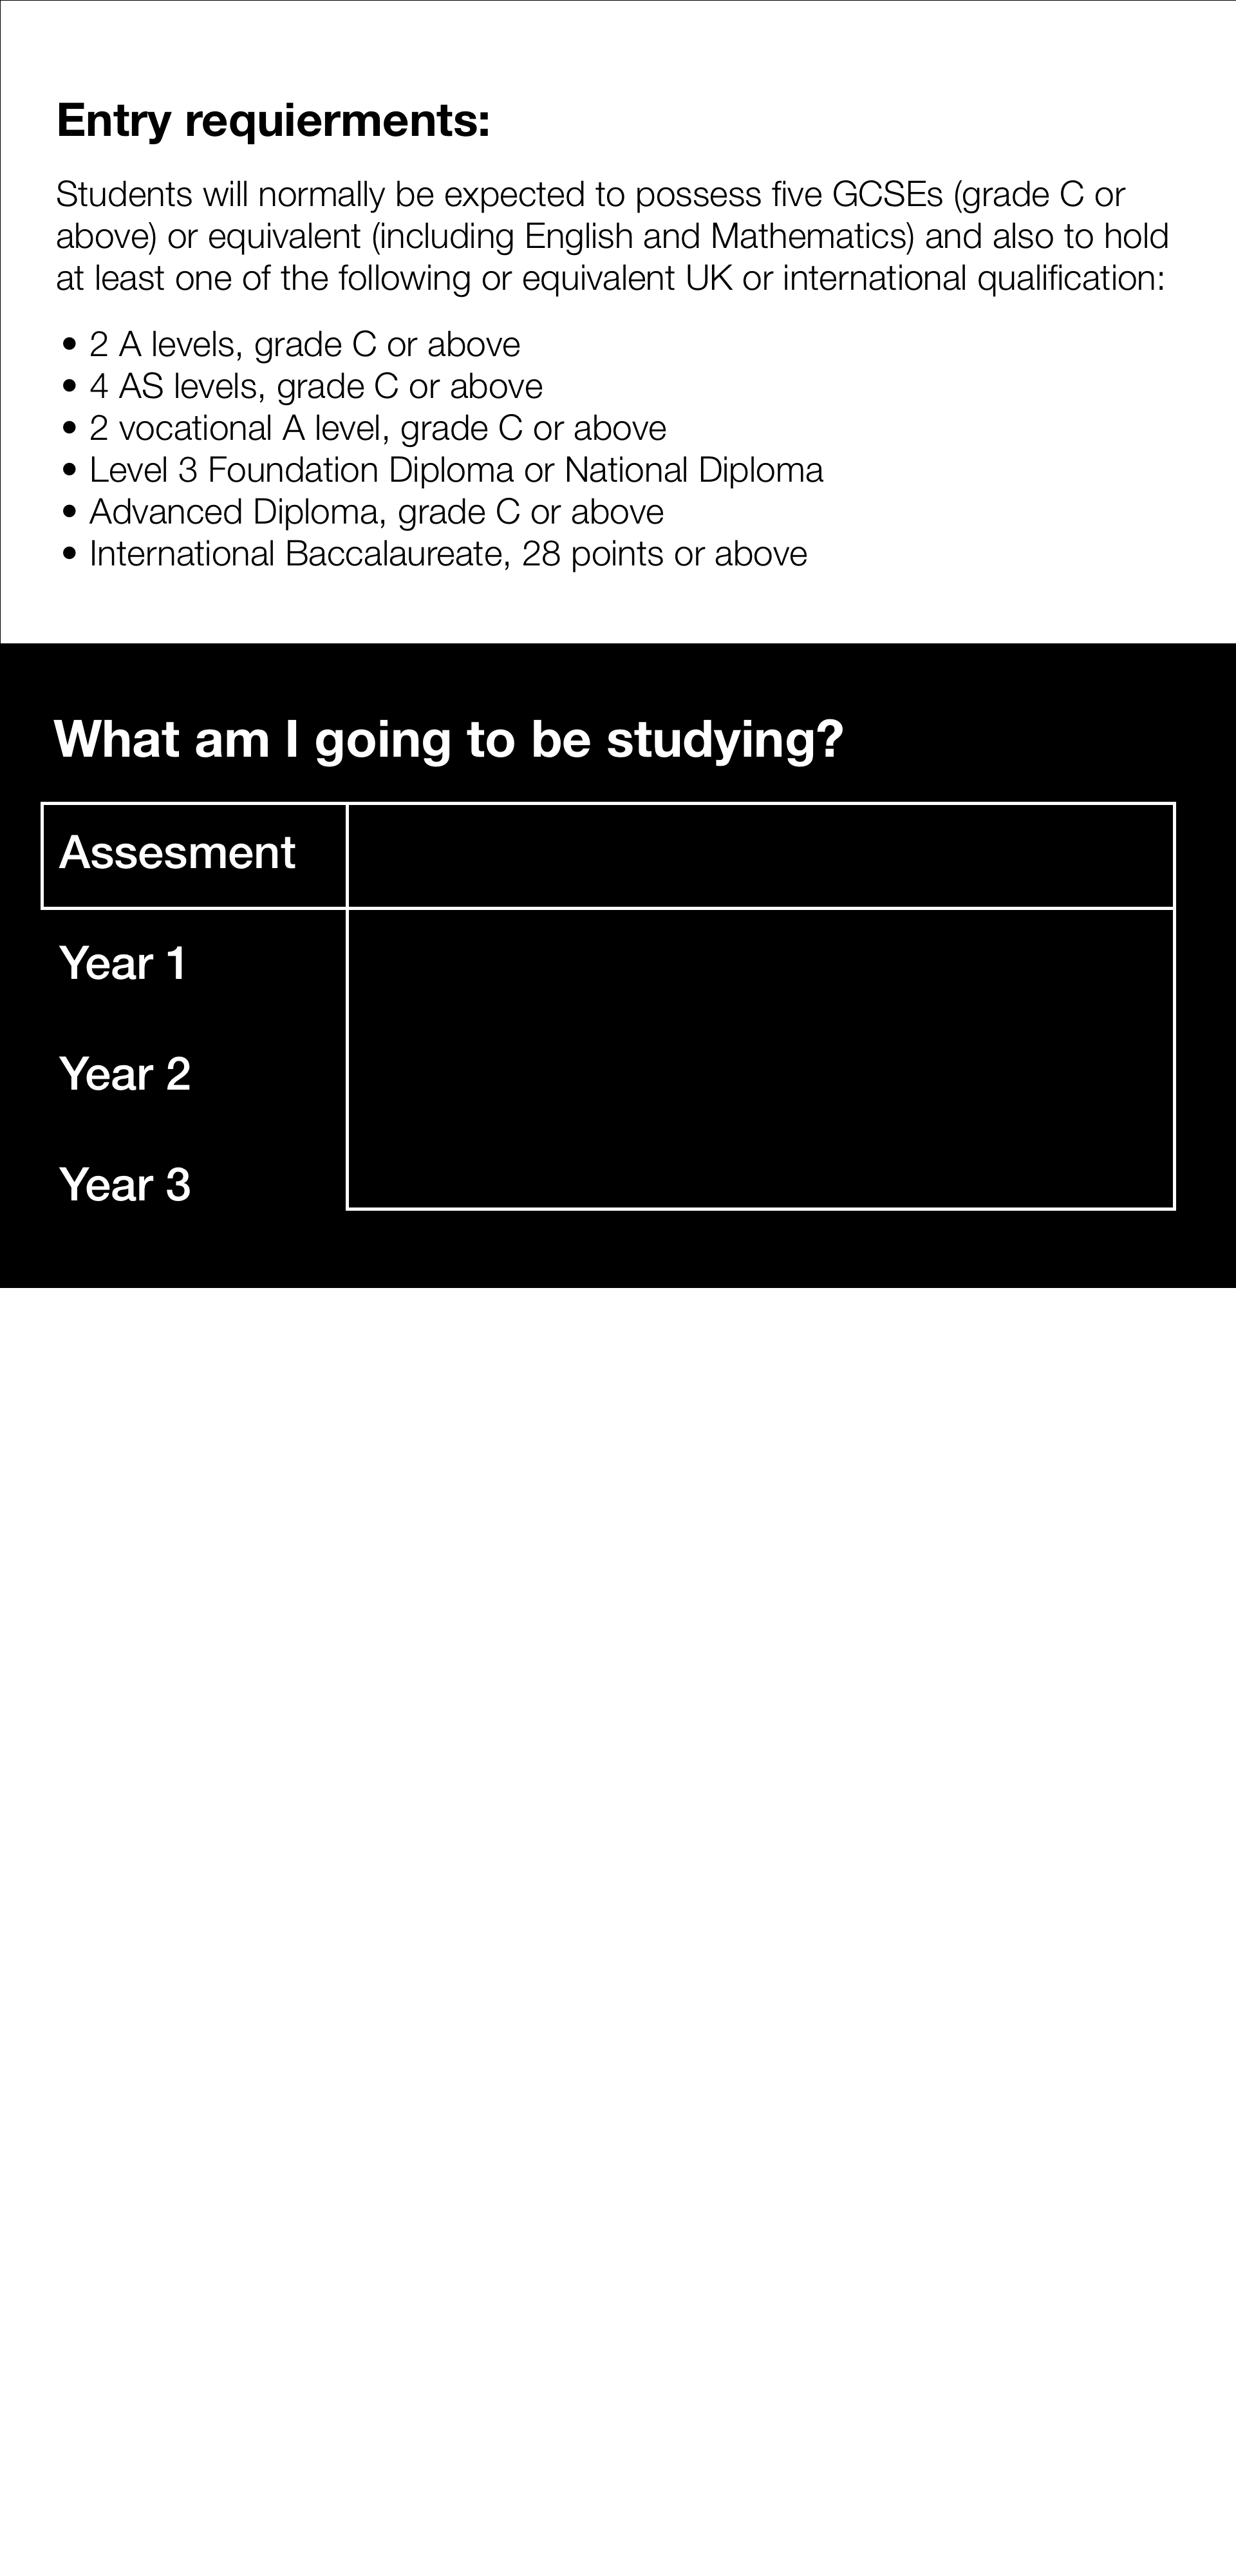 Entry requierments:
Students will normally be expected to possess five GCSEs (grade C or
above) or equivalent (including English and Mathematics) and also to hold
at least one of the following or equivalent UK or international qualification:
• 2 A levels, grade C or above
• 4 AS levels, grade C or above
• 2 vocational A level, grade C or above
• Level 3 Foundation Diploma or National Diploma
• Advanced Diploma, grade C or above
• International Baccalaureate, 28 points or above
What am I going to be studying?
Assesment
Year 1
Year 2
Year 3